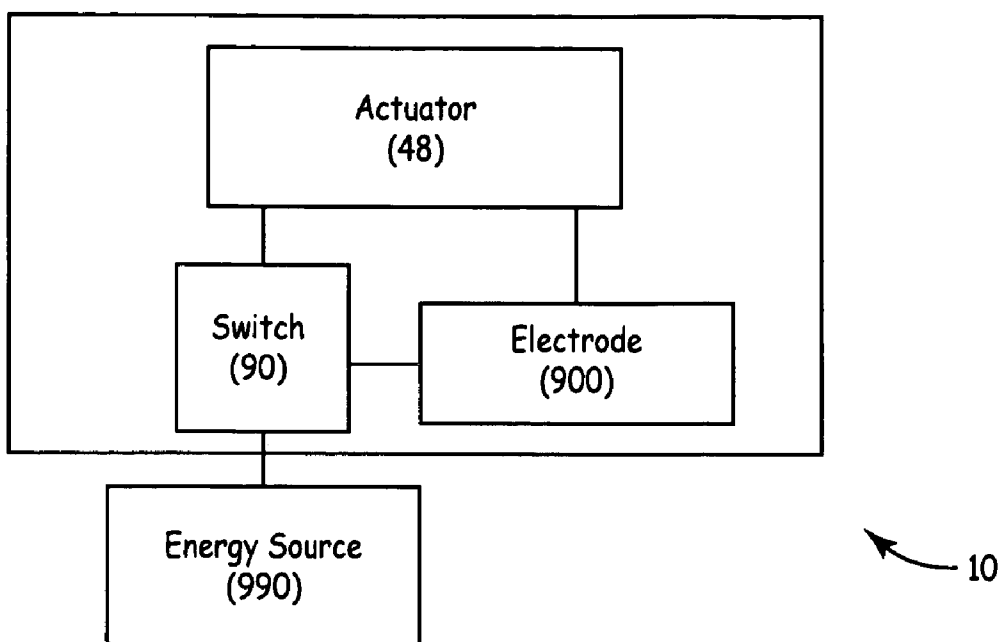 Actuator
(48)
Switch
(90)
Electrode
(900)
Energy Source
(990)
10